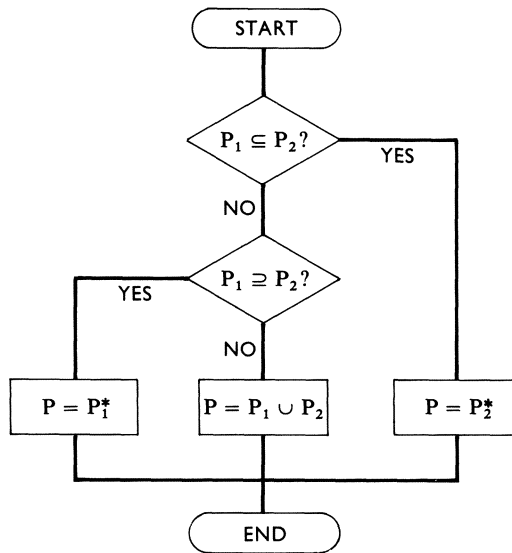 START
P₁ ⊆ P₂?
YES
NO
P₁ ⊇ P₂?
YES
NO
P = P₁* P = P₁ ∪ P₂ P = P₂*
END